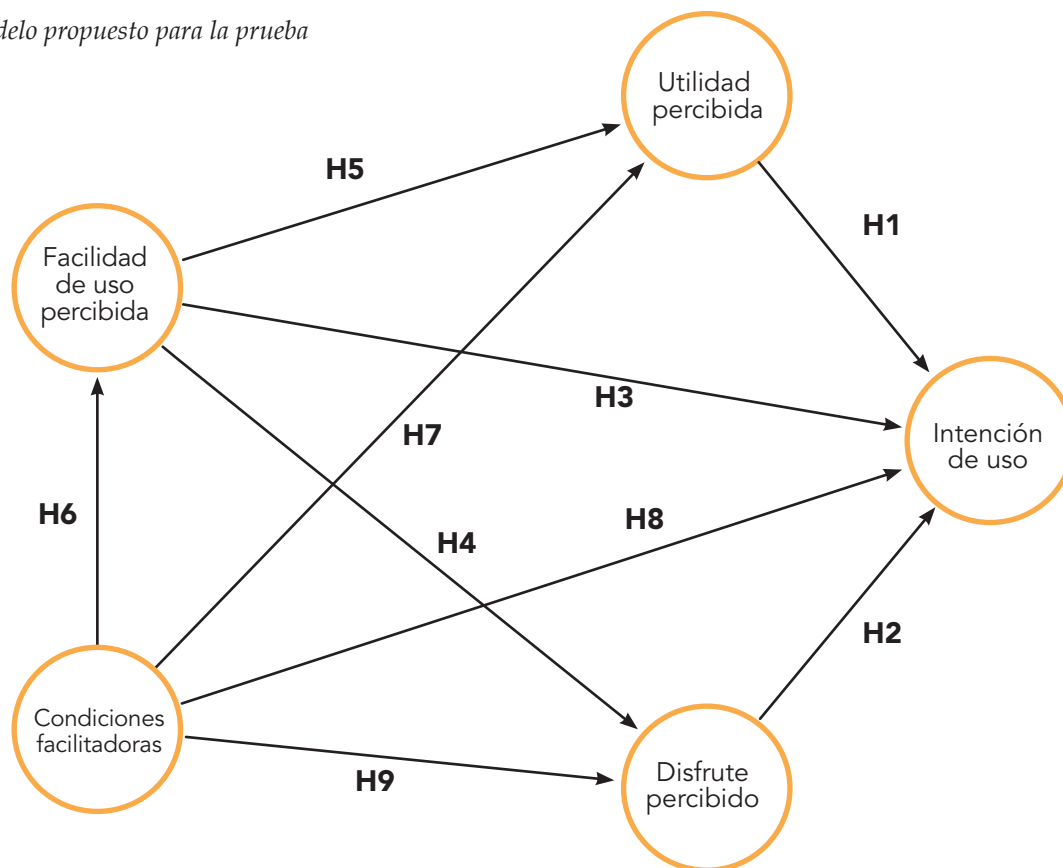 delo propuesto para la prueba
Utilidad
percibida
H5
H1
Facilidad
de uso
percibida
H3
H7
Intención
de uso
H6
H8
H4
H2
Condiciones
facilitadoras
H9
Disfrute
percibido